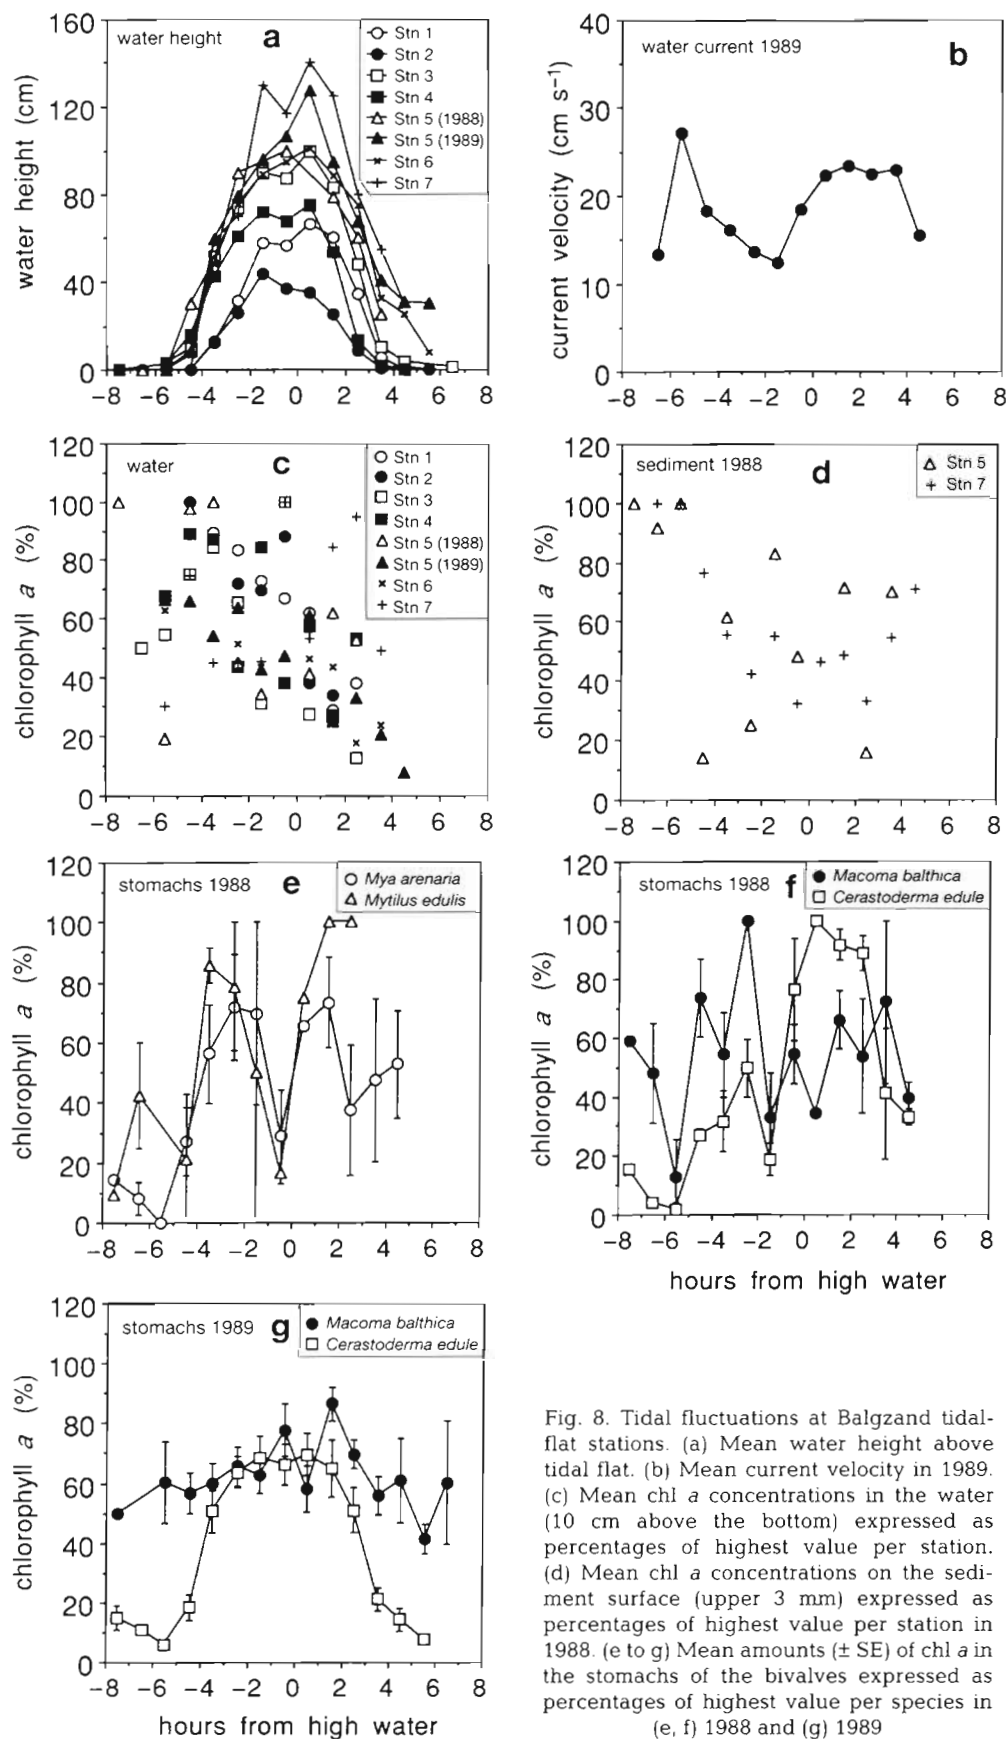 water height
a
Stn 1
Stn 2
Stn 3
Stn 4
Stn 5 (1988)
Stn 5 (1989)
Stn 6
Stn 7
water height (cm)
160
120
80
40
0
−8 −6 −4 −2 0 2 4 6 8
water current 1989
b
current velocity (cm s⁻¹)
40
30
20
10
0
−8 −6 −4 −2 0 2 4 6 8
water
c
Stn 1
Stn 2
Stn 3
Stn 4
Stn 5 (1988)
Stn 5 (1989)
Stn 6
Stn 7
chlorophyll a (%)
120
100
80
60
40
20
0
−8 −6 −4 −2 0 2 4 6 8
sediment 1988
d
Stn 5
Stn 7
chlorophyll a (%)
120
100
80
60
40
20
0
−8 −6 −4 −2 0 2 4 6 8
stomachs 1988
e
Mya arenaria
Mytilus edulis
chlorophyll a (%)
120
100
80
60
40
20
0
−8 −6 −4 −2 0 2 4 6 8
stomachs 1988
f
Macoma balthica
Cerastoderma edule
chlorophyll a (%)
120
100
80
60
40
20
0
−8 −6 −4 −2 0 2 4 6 8
hours from high water
stomachs 1989
g
Macoma balthica
Cerastoderma edule
chlorophyll a (%)
120
100
80
60
40
20
0
−8 −6 −4 −2 0 2 4 6 8
hours from high water
Fig. 8. Tidal fluctuations at Balgzand tidal-
flat stations. (a) Mean water height above
tidal flat. (b) Mean current velocity in 1989.
(c) Mean chl a concentrations in the water
(10 cm above the bottom) expressed as
percentages of highest value per station.
(d) Mean chl a concentrations on the sedi-
ment surface (upper 3 mm) expressed as
percentages of highest value per station in
1988. (e to g) Mean amounts (± SE) of chl a in
the stomachs of the bivalves expressed as
percentages of highest value per species in
(e, f) 1988 and (g) 1989